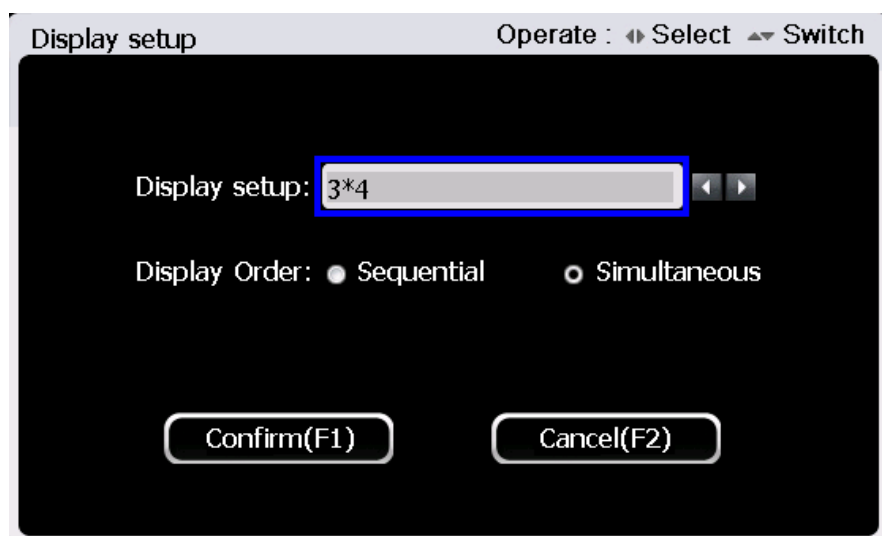 Display setup
Operate : Select Switch
Display setup: 3*4
Display Order: Sequential Simultaneous
Confirm(F1) Cancel(F2)